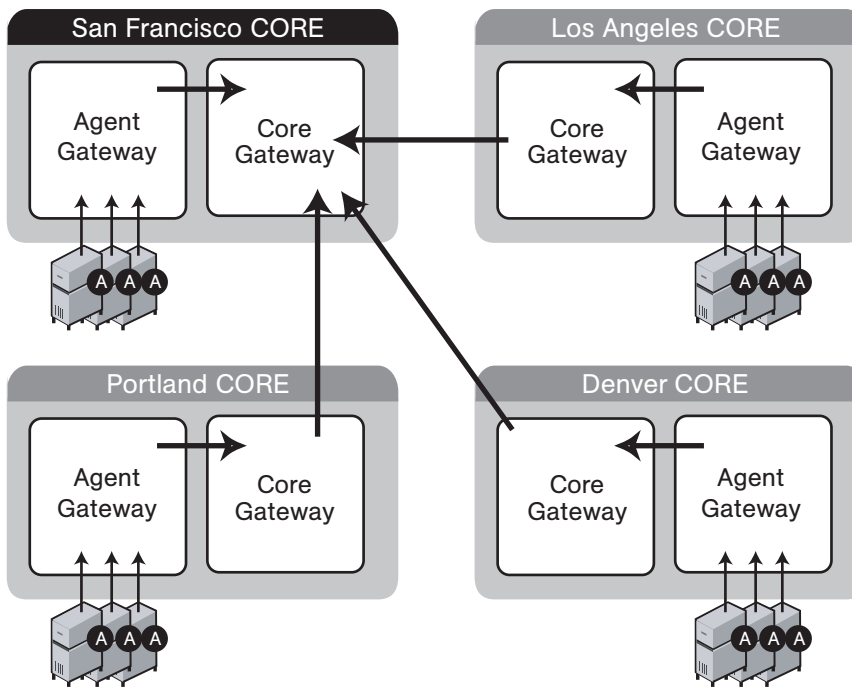 San Francisco CORE
Agent
Gateway
Core
Gateway
A A A
Los Angeles CORE
Core
Gateway
Agent
Gateway
A A A
Portland CORE
Agent
Gateway
Core
Gateway
A A A
Denver CORE
Core
Gateway
Agent
Gateway
A A A